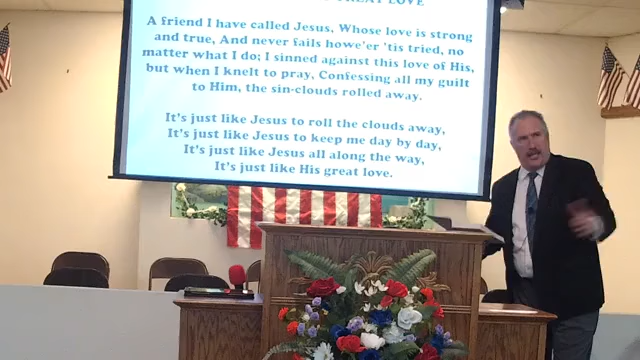 GREAT LOVE
A friend I have called Jesus, Whose love is strong
and true, And never fails howe'er 'tis tried, no
matter what I do; I sinned against this love of His,
but when I knelt to pray, Confessing all my guilt
to Him, the sin-clouds rolled away.
It's just like Jesus to roll the clouds away,
It's just like Jesus to keep me day by day,
It's just like Jesus all along the way,
It's just like His great love.